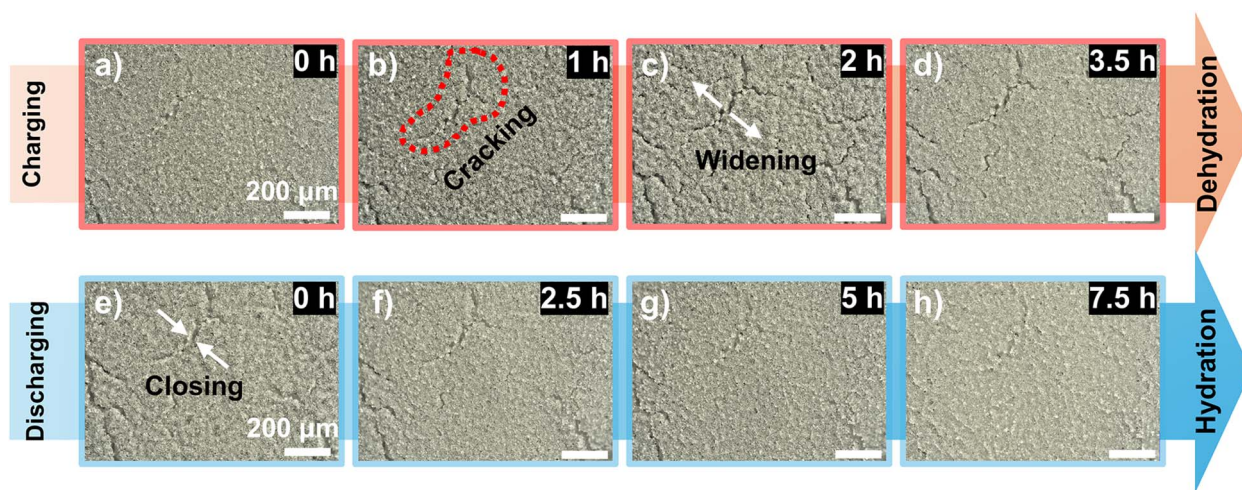 Charging
a)
0 h
200 µm
b)
1 h
Cracking
c)
2 h
Widening
d)
3.5 h
Dehydration
Discharging
e)
0 h
Closing
200 µm
f)
2.5 h
g)
5 h
h)
7.5 h
Hydration